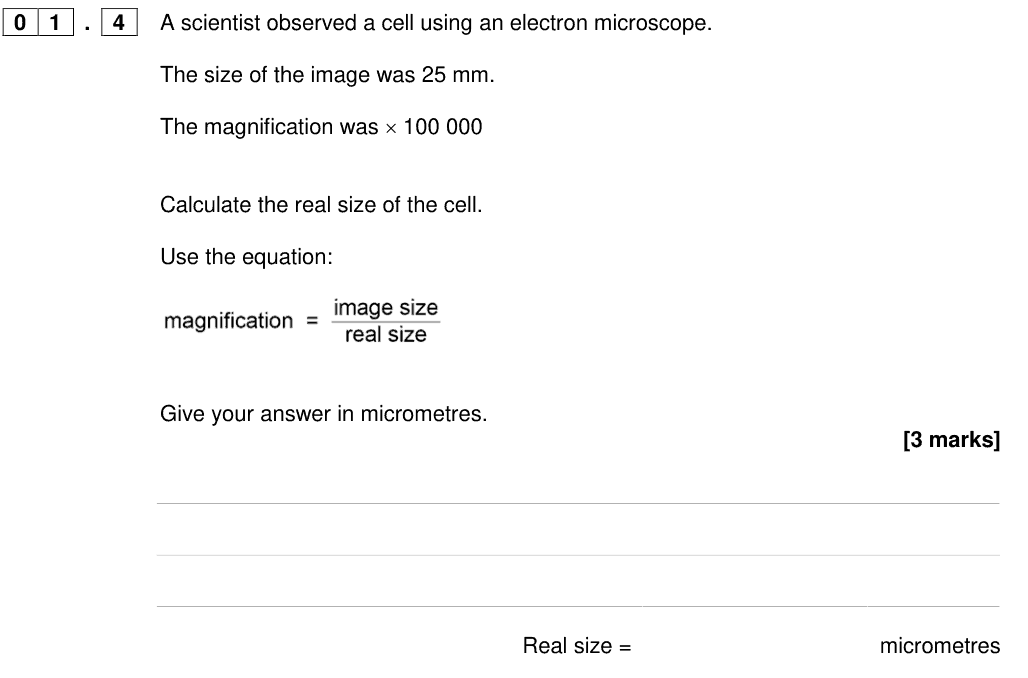 0 1 . 4 A scientist observed a cell using an electron microscope.
The size of the image was 25 mm.
The magnification was × 100 000
Calculate the real size of the cell.
Use the equation:
magnification = image size / real size
Give your answer in micrometres.
[3 marks]
Real size = micrometres